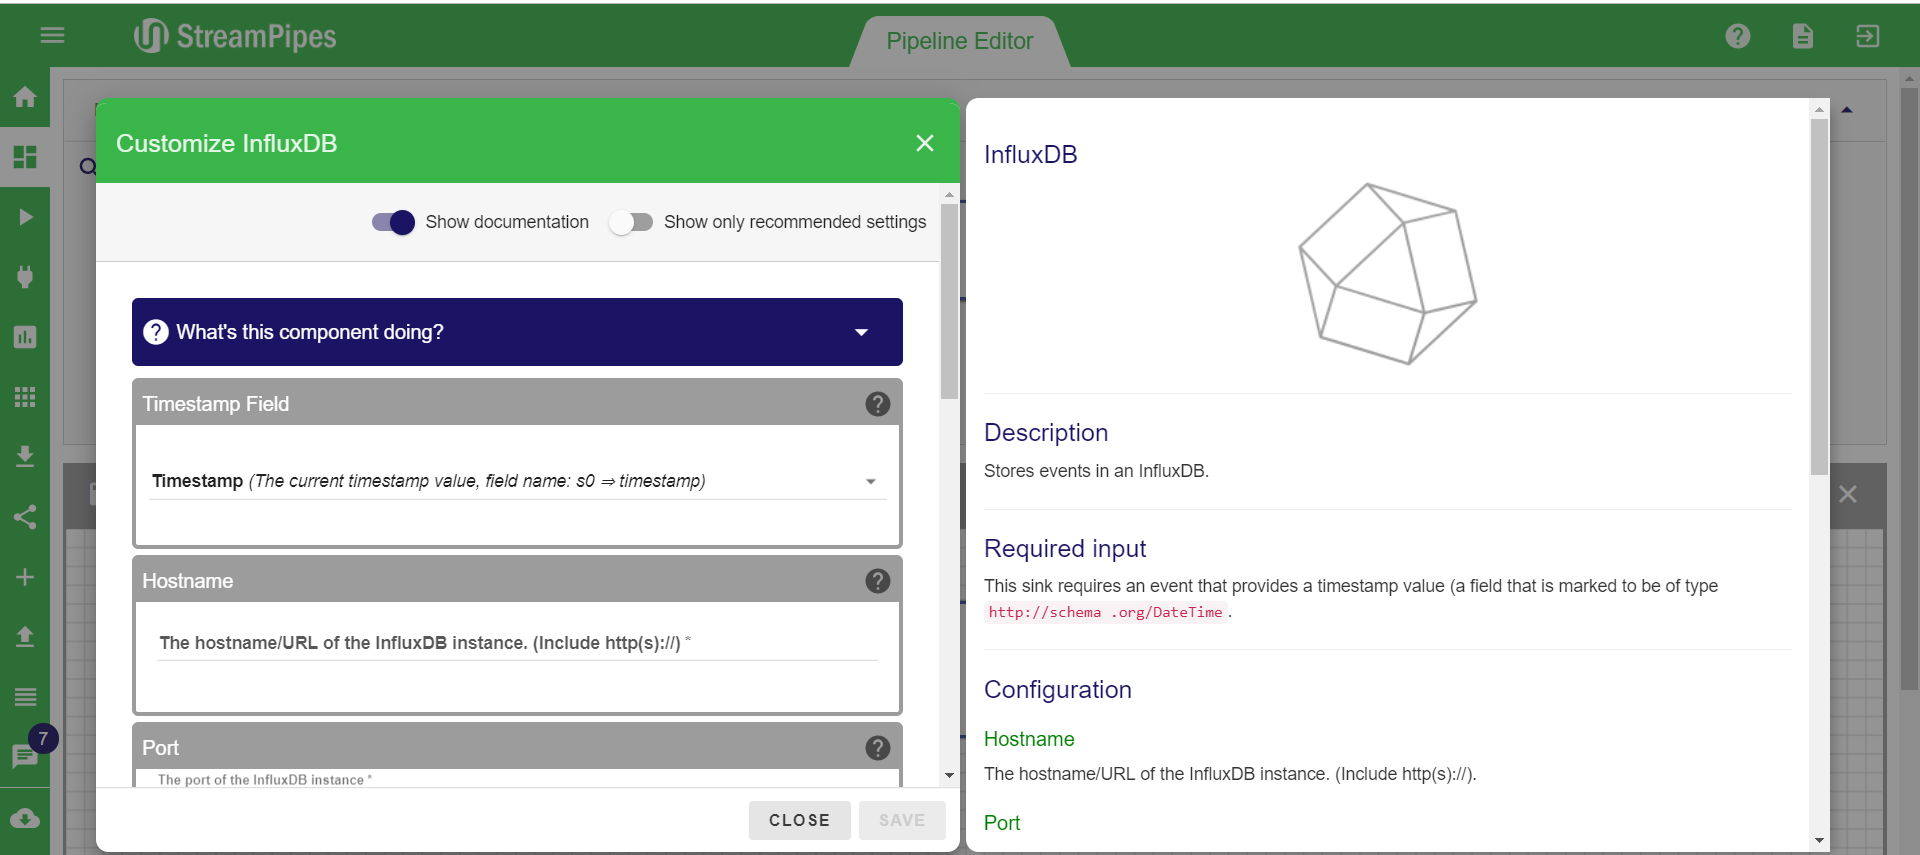 StreamPipes
Pipeline Editor
Customize InfluxDB
Show documentation
Show only recommended settings
What's this component doing?
Timestamp Field
Timestamp (The current timestamp value, field name: s0 ⇒ timestamp)
Hostname
The hostname/URL of the InfluxDB instance. (Include http(s)://) *
Port
The port of the InfluxDB instance *
CLOSE
SAVE
7
InfluxDB
Description
Stores events in an InfluxDB.
Required input
This sink requires an event that provides a timestamp value (a field that is marked to be of type
http://schema .org/DateTime.
Configuration
Hostname
The hostname/URL of the InfluxDB instance. (Include http(s)://).
Port